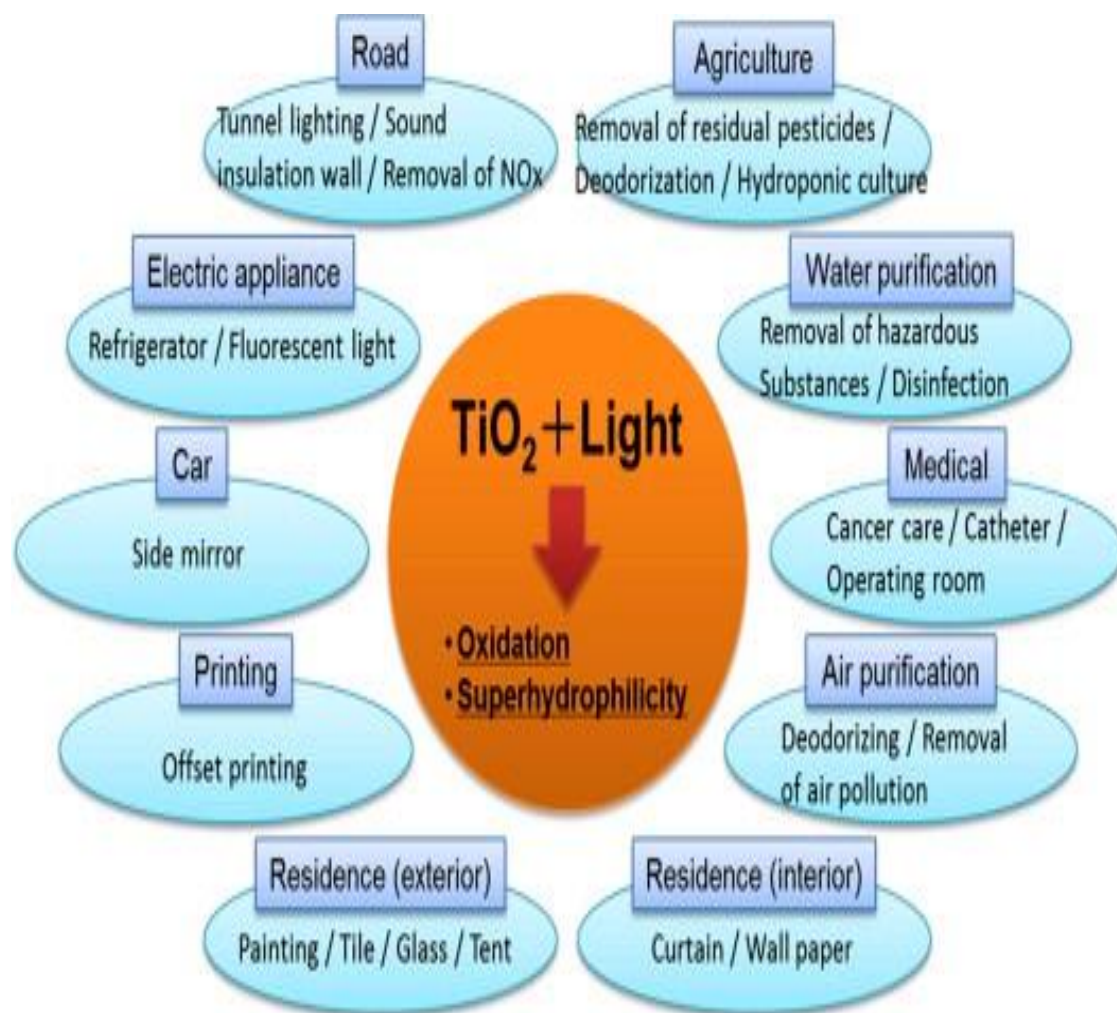 Road
Tunnel lighting / Sound
insulation wall / Removal of NOx
Agriculture
Removal of residual pesticides /
Deodorization / Hydroponic culture
Electric appliance
Refrigerator / Fluorescent light
Water purification
Removal of hazardous
Substances / Disinfection
TiO₂+Light
• Oxidation
• Superhydrophilicity
Car
Side mirror
Medical
Cancer care / Catheter /
Operating room
Printing
Offset printing
Air purification
Deodorizing / Removal
of air pollution
Residence (exterior)
Painting / Tile / Glass / Tent
Residence (interior)
Curtain / Wall paper